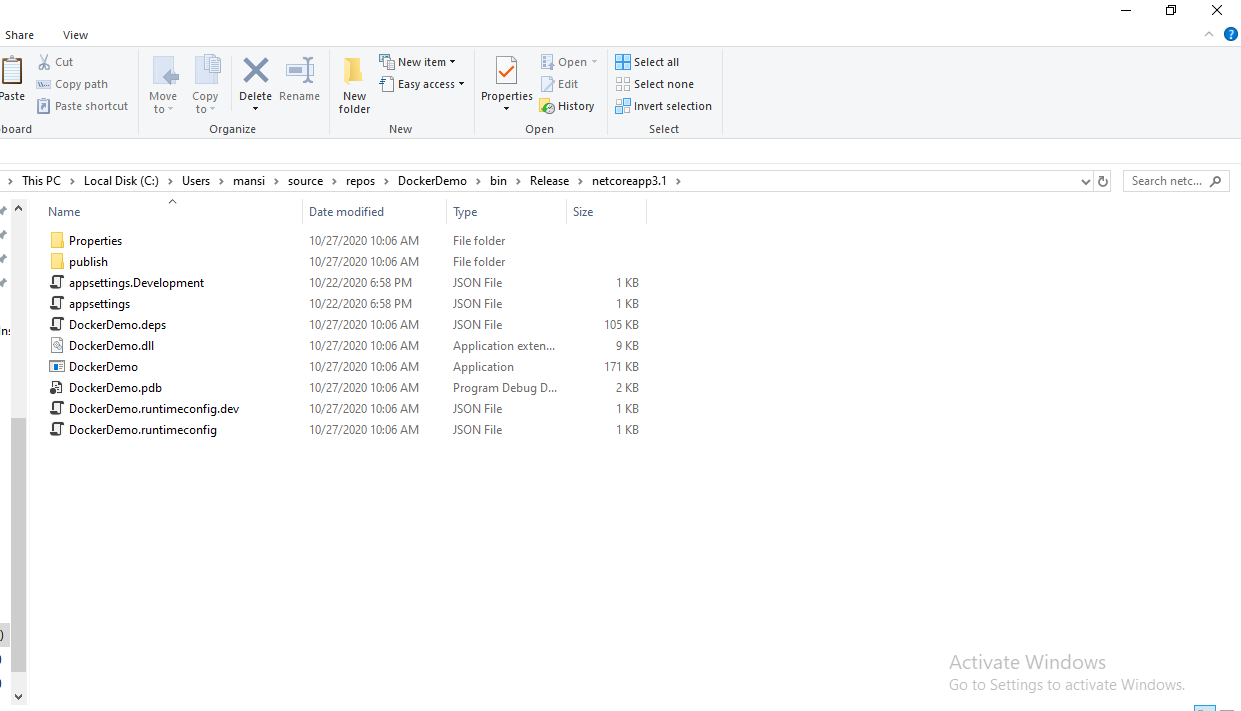 Share View
Paste
Cut
Copy path
Paste shortcut
board
Move to
Copy to
Delete
Rename
Organize
New folder
New item
Easy access
New
Properties
Open
Edit
History
Open
Select all
Select none
Invert selection
Select
This PC > Local Disk (C:) > Users > mansi > source > repos > DockerDemo > bin > Release > netcoreapp3.1 >
Search netc...
Name Date modified Type Size
Properties 10/27/2020 10:06 AM File folder
publish 10/27/2020 10:06 AM File folder
appsettings.Development 10/22/2020 6:58 PM JSON File 1 KB
appsettings 10/22/2020 6:58 PM JSON File 1 KB
DockerDemo.deps 10/27/2020 10:06 AM JSON File 105 KB
DockerDemo.dll 10/27/2020 10:06 AM Application exten... 9 KB
DockerDemo 10/27/2020 10:06 AM Application 171 KB
DockerDemo.pdb 10/27/2020 10:06 AM Program Debug D... 2 KB
DockerDemo.runtimeconfig.dev 10/27/2020 10:06 AM JSON File 1 KB
DockerDemo.runtimeconfig 10/27/2020 10:06 AM JSON File 1 KB
Activate Windows
Go to Settings to activate Windows.